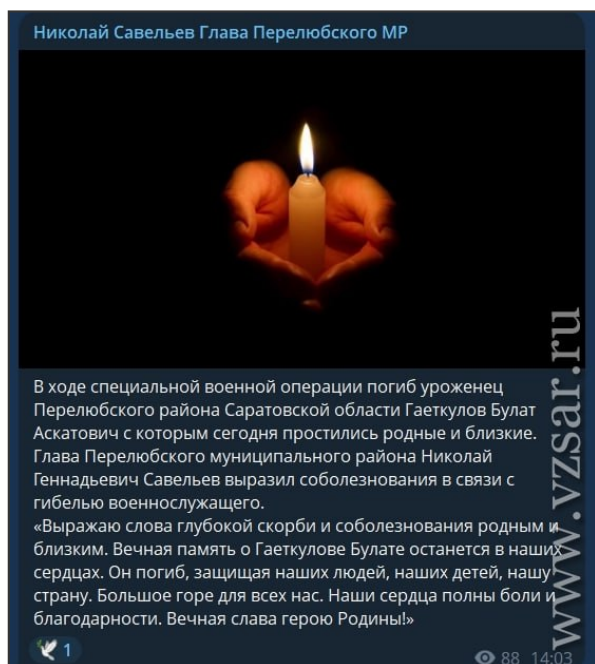 Николай Савельев Глава Перелюбского МР
В ходе специальной военной операции погиб уроженец
Перелюбского района Саратовской области Гаеткулов Булат
Аскатович с которым сегодня простились родные и близкие.
Глава Перелюбского муниципального района Николай
Геннадьевич Савельев выразил соболезнования в связи с
гибелью военнослужащего.
«Выражаю слова глубокой скорби и соболезнования родным и
близким. Вечная память о Гаеткулове Булате останется в наших
сердцах. Он погиб, защищая наших людей, наших детей, нашу
страну. Большое горе для всех нас. Наши сердца полны боли и
благодарности. Вечная слава герою Родины!»
1
88 14:03
www.vzsar.ru